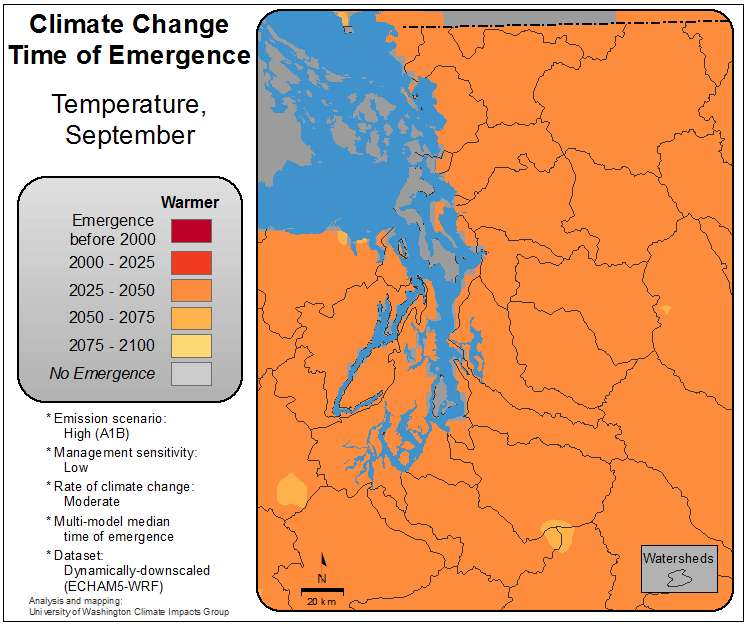 Climate Change
Time of Emergence
Temperature,
September
Warmer
Emergence
before 2000
2000 - 2025
2025 - 2050
2050 - 2075
2075 - 2100
No Emergence
* Emission scenario:
High (A1B)
* Management sensitivity:
Low
* Rate of climate change:
Moderate
* Multi-model median
time of emergence
* Dataset:
Dynamically-downscaled
(ECHAM5-WRF)
Analysis and mapping:
University of Washington Climate Impacts Group
N
20 km
Watersheds